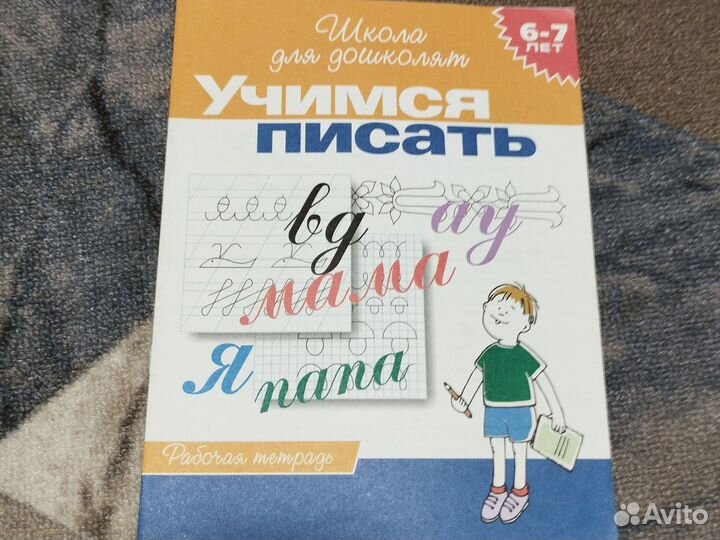 Школа
для дошколят
6-7
ЛЕТ
Учимся
писать
вд
ау
мама
я
папа
Рабочая тетрадь
Avito